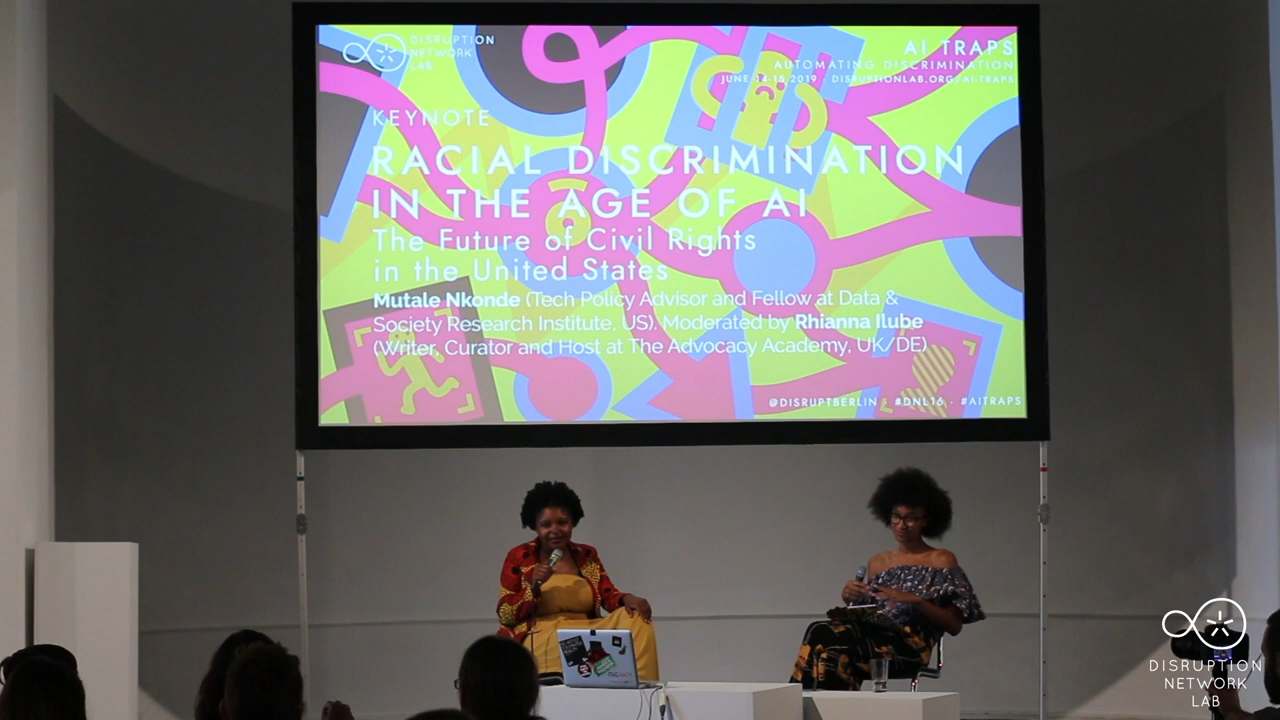 DISRUPTION
NETWORK
LAB
AI TRAPS
AUTOMATING DISCRIMINATION
JUNE 14-15 2019 · DISRUPTIONLAB.ORG/AI-TRAPS
KEYNOTE
RACIAL DISCRIMINATION
IN THE AGE OF AI
The Future of Civil Rights
in the United States
Mutale Nkonde (Tech Policy Advisor and Fellow at Data &
Society Research Institute, US). Moderated by Rhianna Ilube
(Writer, Curator and Host at The Advocacy Academy, UK/DE)
@DISRUPTBERLIN · #DNL16 · #AITRAPS
DISRUPTION
NETWORK
LAB